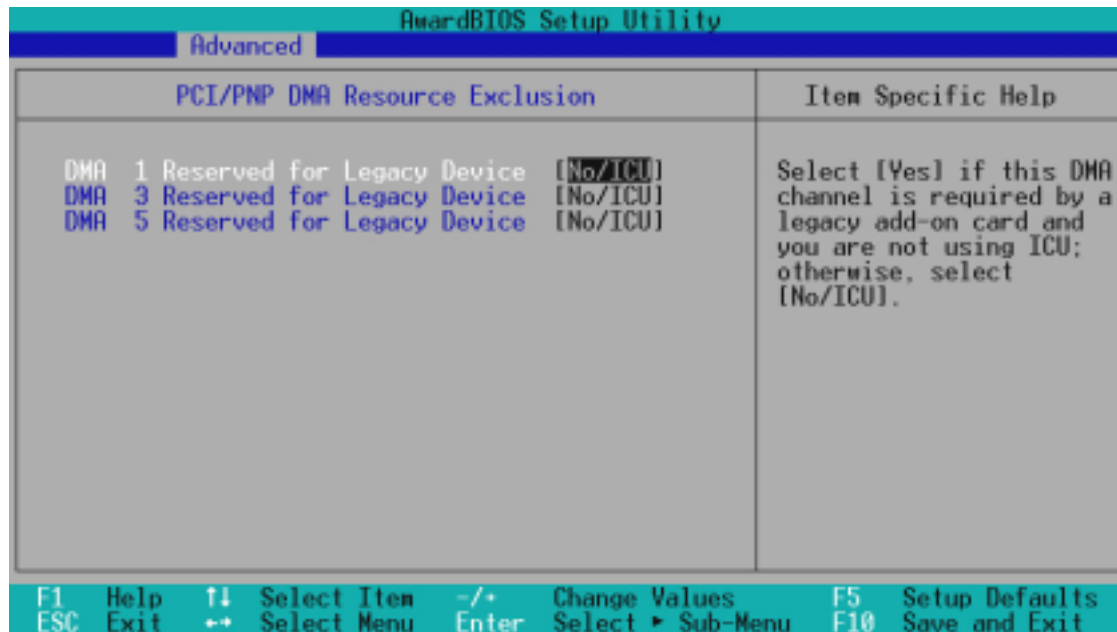 AwardBIOS Setup Utility
Advanced
PCI/PNP DMA Resource Exclusion
DMA 1 Reserved for Legacy Device [No/ICU]
DMA 3 Reserved for Legacy Device [No/ICU]
DMA 5 Reserved for Legacy Device [No/ICU]
Item Specific Help
Select [Yes] if this DMA
channel is required by a
legacy add-on card and
you are not using ICU;
otherwise, select
[No/ICU].
F1 Help ↑↓ Select Item -/+ Change Values F5 Setup Defaults
ESC Exit ←→ Select Menu Enter Select ► Sub-Menu F10 Save and Exit